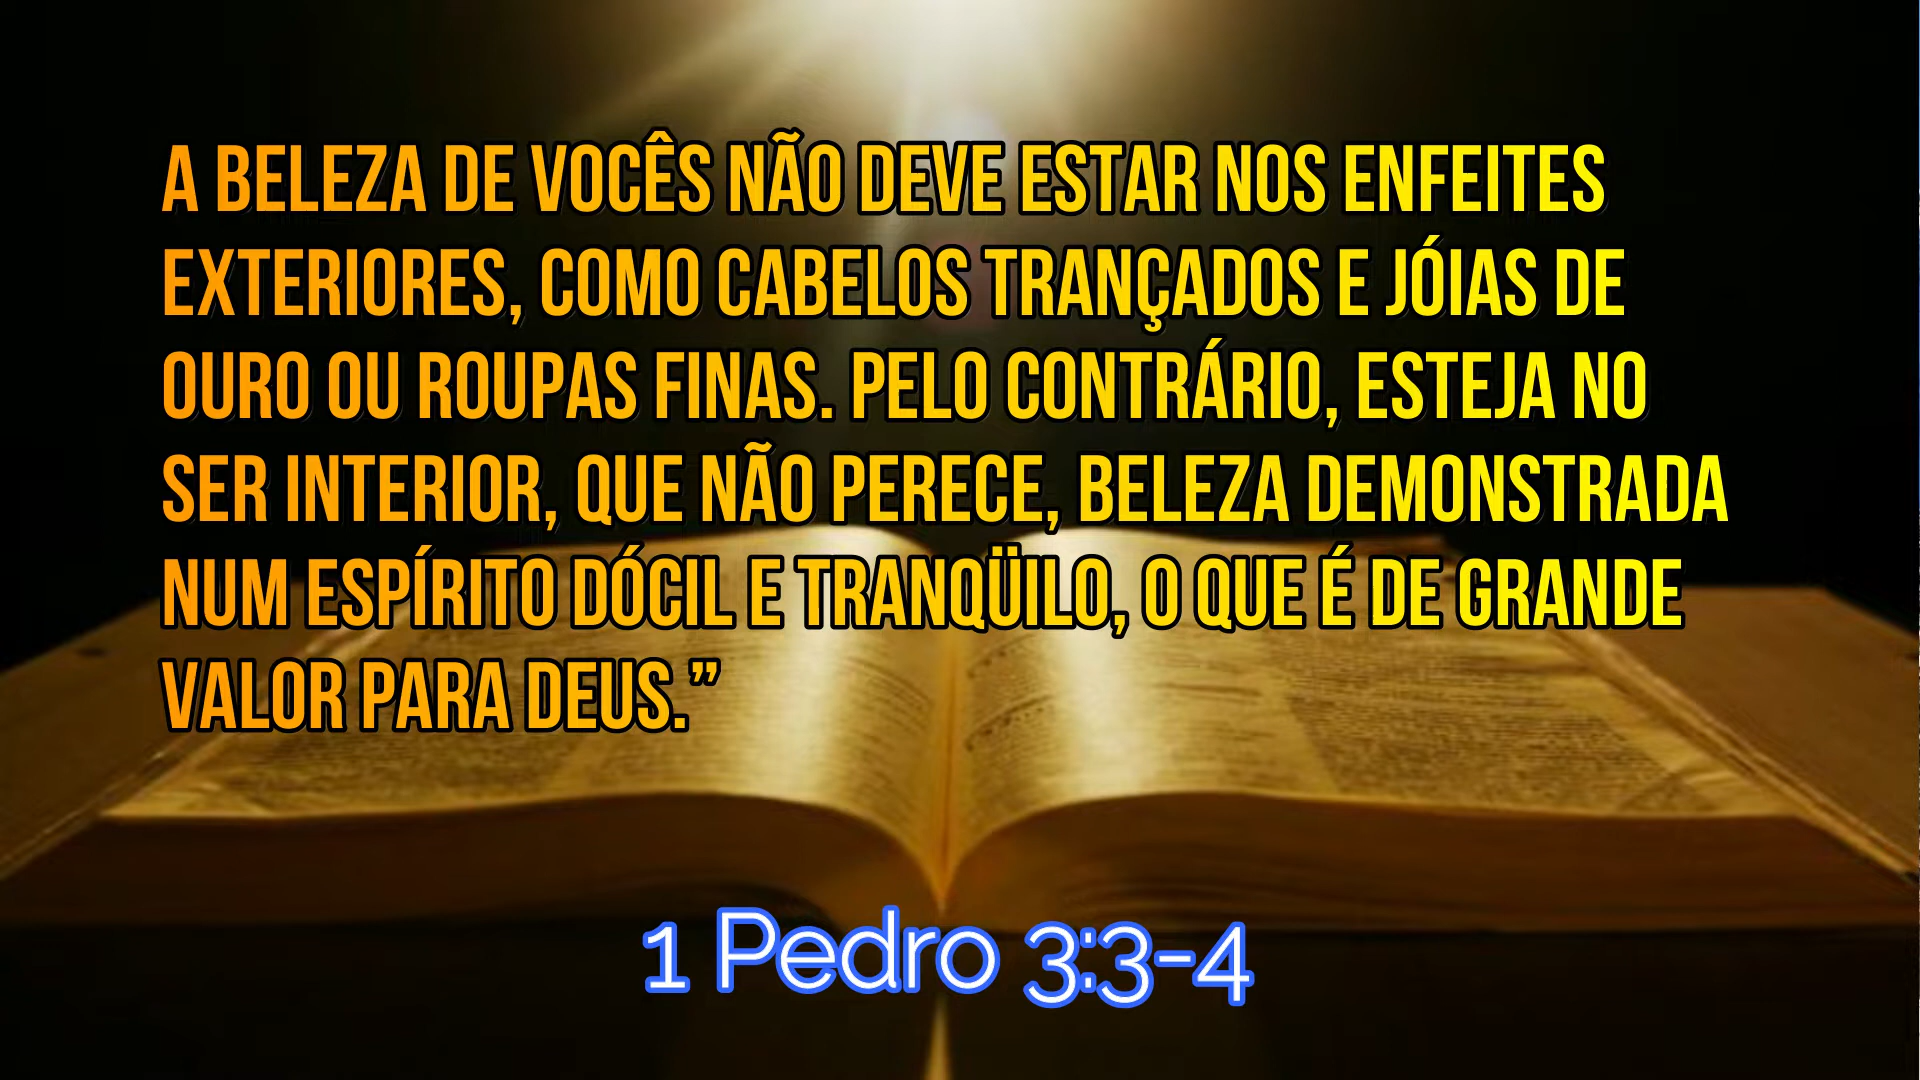 A BELEZA DE VOCÊS NÃO DEVE ESTAR NOS ENFEITES
EXTERIORES, COMO CABELOS TRANÇADOS E JÓIAS DE
OURO OU ROUPAS FINAS. PELO CONTRÁRIO, ESTEJA NO
SER INTERIOR, QUE NÃO PERECE, BELEZA DEMONSTRADA
NUM ESPÍRITO DÓCIL E TRANQÜILO, O QUE É DE GRANDE
VALOR PARA DEUS.”
1 Pedro 3:3-4